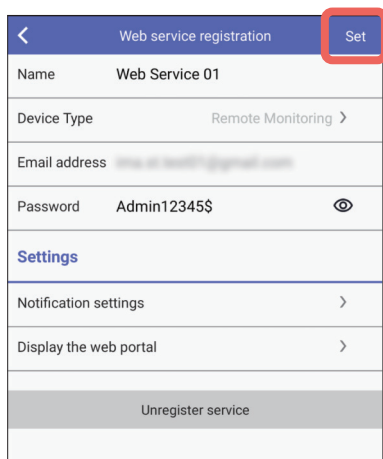 Web service registration Set
Name Web Service 01
Device Type Remote Monitoring
Email address
Password Admin12345$
Settings
Notification settings
Display the web portal
Unregister service